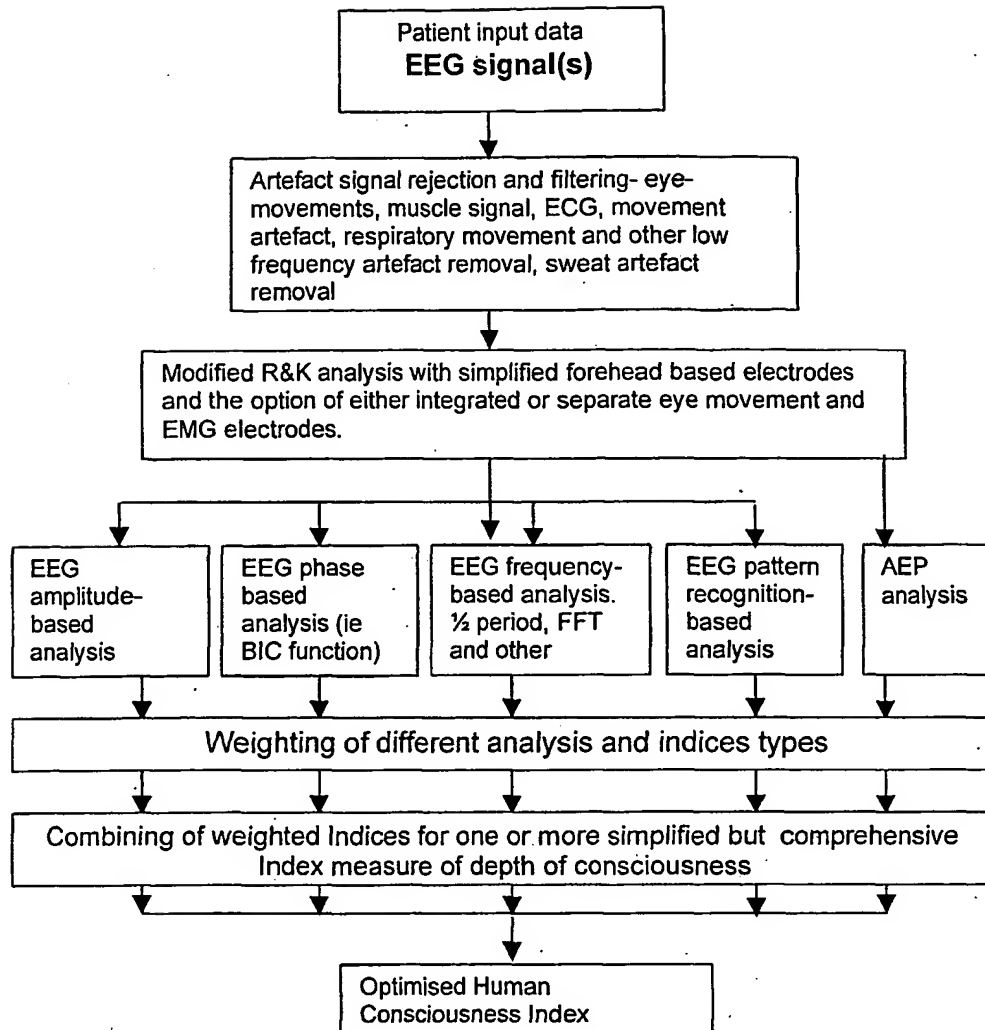 Patient input data
EEG signal(s)
Artefact signal rejection and filtering- eye-
movements, muscle signal, ECG, movement
artefact, respiratory movement and other low
frequency artefact removal, sweat artefact
removal
Modified R&K analysis with simplified forehead based electrodes
and the option of either integrated or separate eye movement and
EMG electrodes.
EEG
amplitude-
based
analysis
EEG phase
based
analysis (ie
BIC function)
EEG frequency-
based analysis.
½ period, FFT
and other
EEG pattern
recognition-
based
analysis
AEP
analysis
Weighting of different analysis and indices types
Combining of weighted Indices for one or more simplified but comprehensive
Index measure of depth of consciousness
Optimised Human
Consciousness Index